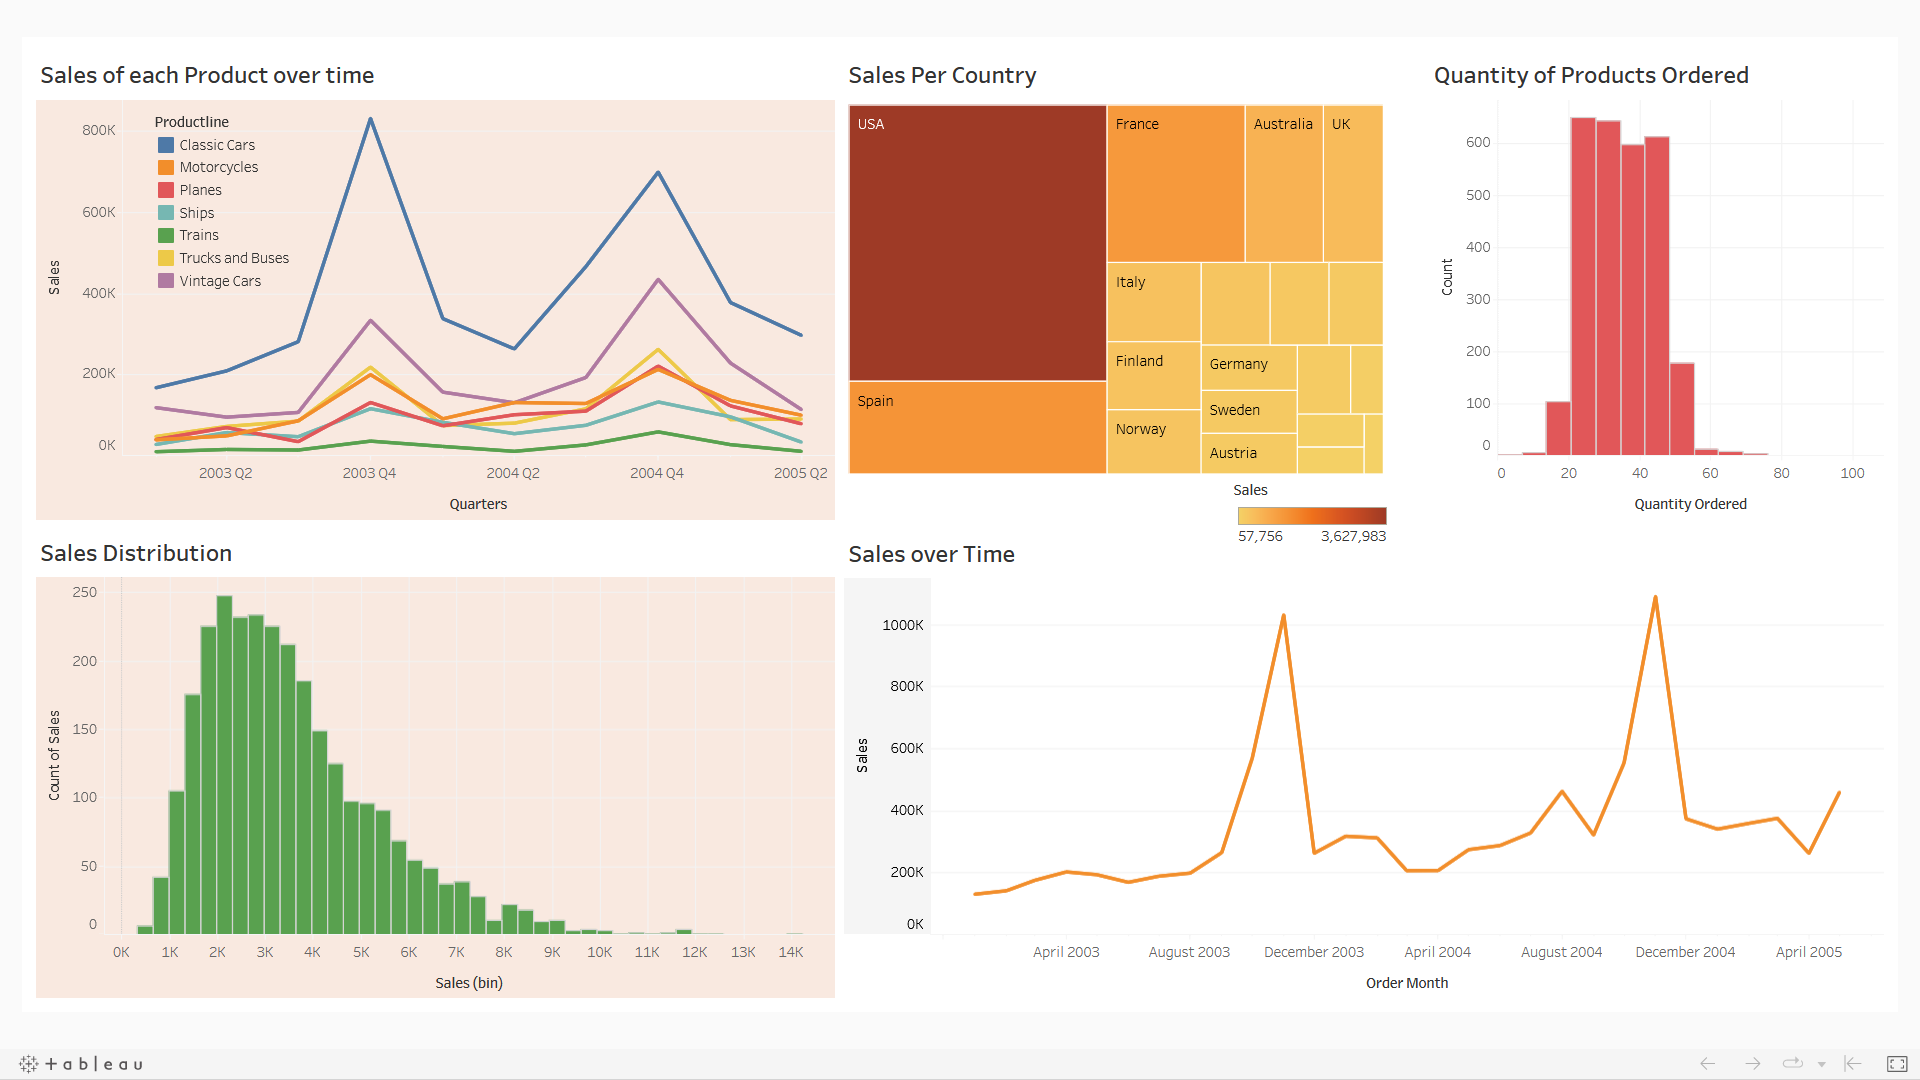 Sales of each Product over time
Productline
Classic Cars
Motorcycles
Planes
Ships
Trains
Trucks and Buses
Vintage Cars
800K
600K
400K
200K
0K
Sales
2003 Q2
2003 Q4
2004 Q2
2004 Q4
2005 Q2
Quarters
Sales Per Country
USA
France
Australia
UK
Italy
Finland
Germany
Sweden
Spain
Norway
Austria
Sales
57,756
3,627,983
Quantity of Products Ordered
600
500
400
300
200
100
0
Count
0
20
40
60
80
100
Quantity Ordered
Sales Distribution
250
200
150
100
50
0
Count of Sales
0K
1K
2K
3K
4K
5K
6K
7K
8K
9K
10K
11K
12K
13K
14K
Sales (bin)
Sales over Time
1000K
800K
600K
400K
200K
0K
Sales
April 2003
August 2003
December 2003
April 2004
August 2004
December 2004
April 2005
Order Month
+ a b l e a u